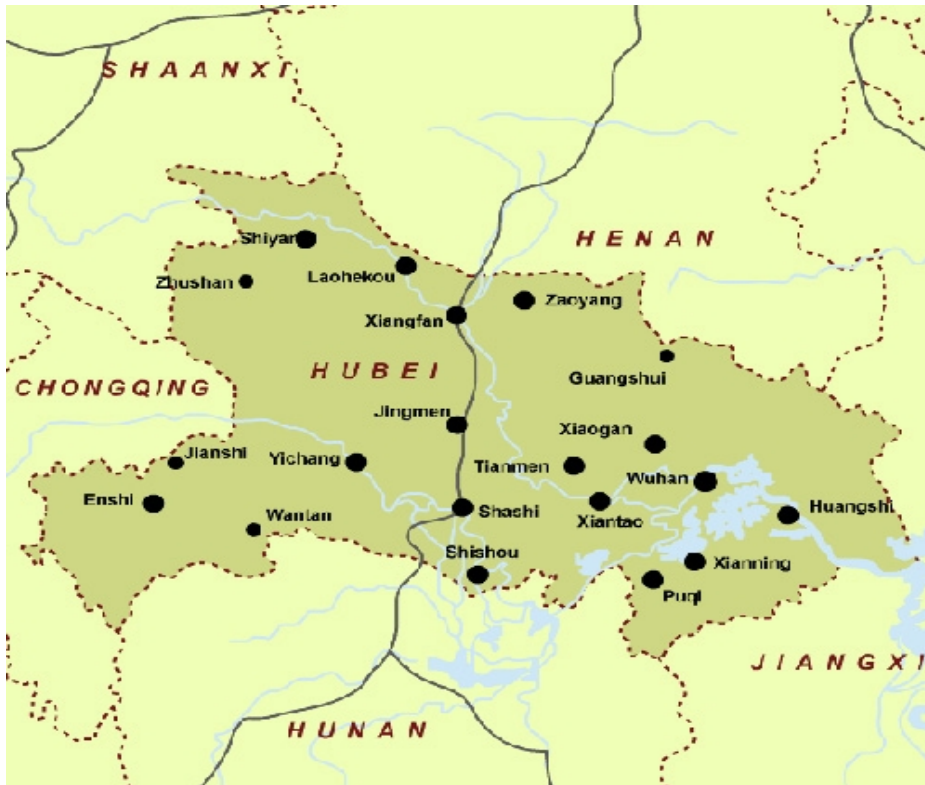 SHAANXI
HENAN
Shiyan
Laohekou
Zhushan
Zaoyang
Xiangfan
HUBEI
Guangshui
CHONGQING
Jingmen
Xiaogan
Jianshi
Yichang
Tianmen
Wuhan
Enshi
Wantan
Shashi
Xiantao
Huangshi
Shishou
Xianning
Puqi
JIANGXI
HUNAN